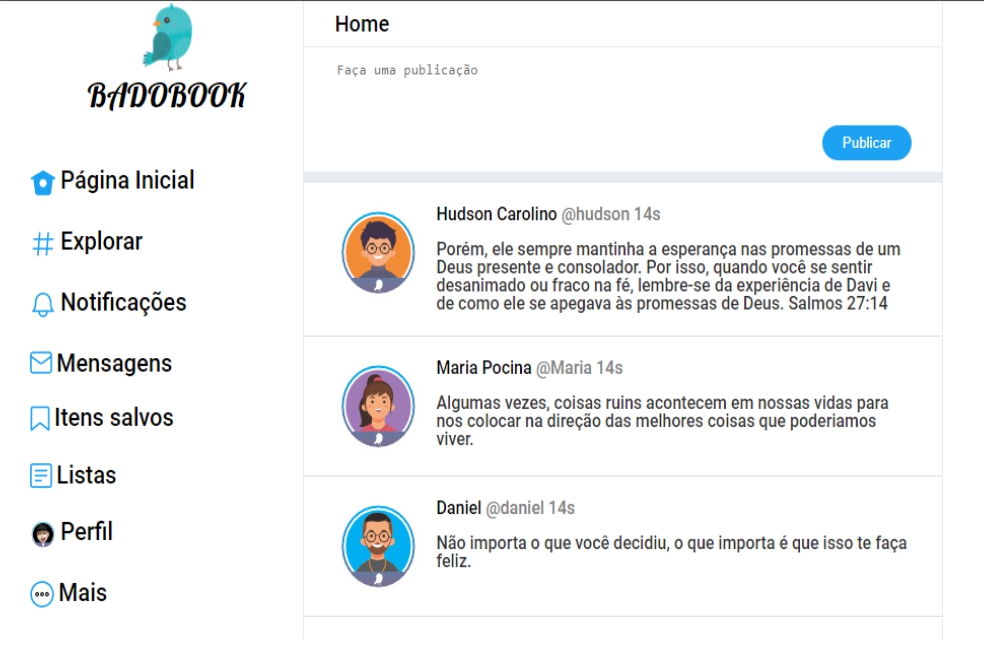 BADOBOOK
Página Inicial
Explorar
Notificações
Mensagens
Itens salvos
Listas
Perfil
Mais
Home
Faça uma publicação
Publicar
Hudson Carolino @hudson 14s
Porém, ele sempre mantinha a esperança nas promessas de um
Deus presente e consolador. Por isso, quando você se sentir
desanimado ou fraco na fé, lembre-se da experiência de Davi e
de como ele se apegava às promessas de Deus. Salmos 27:14
Maria Pocina @Maria 14s
Algumas vezes, coisas ruins acontecem em nossas vidas para
nos colocar na direção das melhores coisas que poderiamos
viver.
Daniel @daniel 14s
Não importa o que você decidiu, o que importa é que isso te faça
feliz.